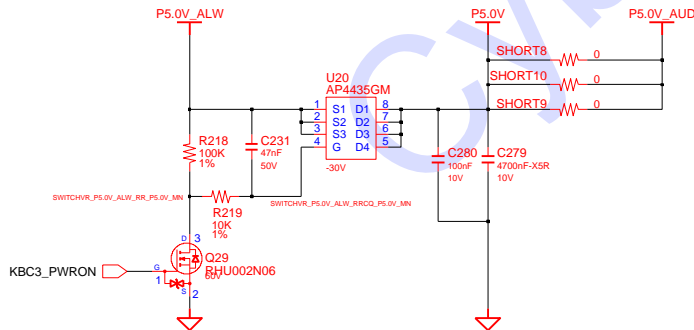 P5.0V_ALW
P5.0V
P5.0V_AUD
SHORT8
0
SHORT10
0
SHORT9
0
U20
AP4435GM
1
S1
D1
8
2
S2
D2
7
3
S3
D3
6
4
G
D4
5
-30V
R218
100K
1%
C231
47nF
50V
C280
100nF
10V
C279
4700nF-X5R
10V
SWITCHVR_P5.0V_ALW_RR_P5.0V_MN
SWITCHVR_P5.0V_ALW_RRCQ_P5.0V_MN
R219
10K
1%
D
3
Q29
RHU002N06
60V
KBC3_PWRON
G
1
S
2
Cyb